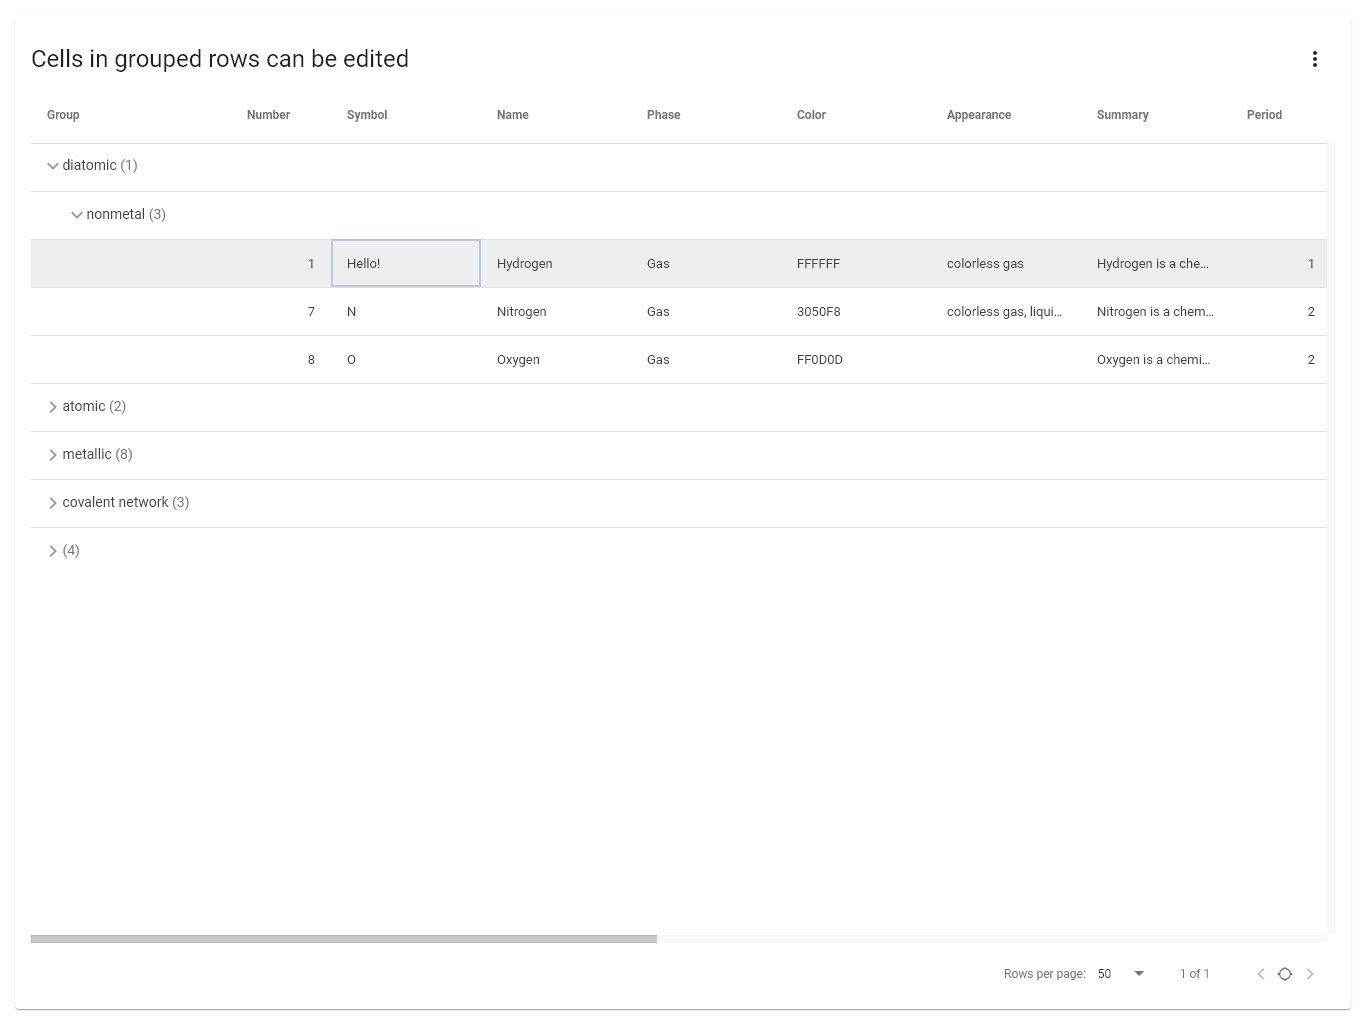 Cells in grouped rows can be edited
Group Number Symbol Name Phase Color Appearance Summary Period
diatomic (1)
nonmetal (3)
1 Hello! Hydrogen Gas FFFFFF colorless gas Hydrogen is a che… 1
7 N Nitrogen Gas 3050F8 colorless gas, liqui… Nitrogen is a chem… 2
8 O Oxygen Gas FF0D0D Oxygen is a chemi… 2
atomic (2)
metallic (8)
covalent network (3)
(4)
Rows per page: 50 1 of 1